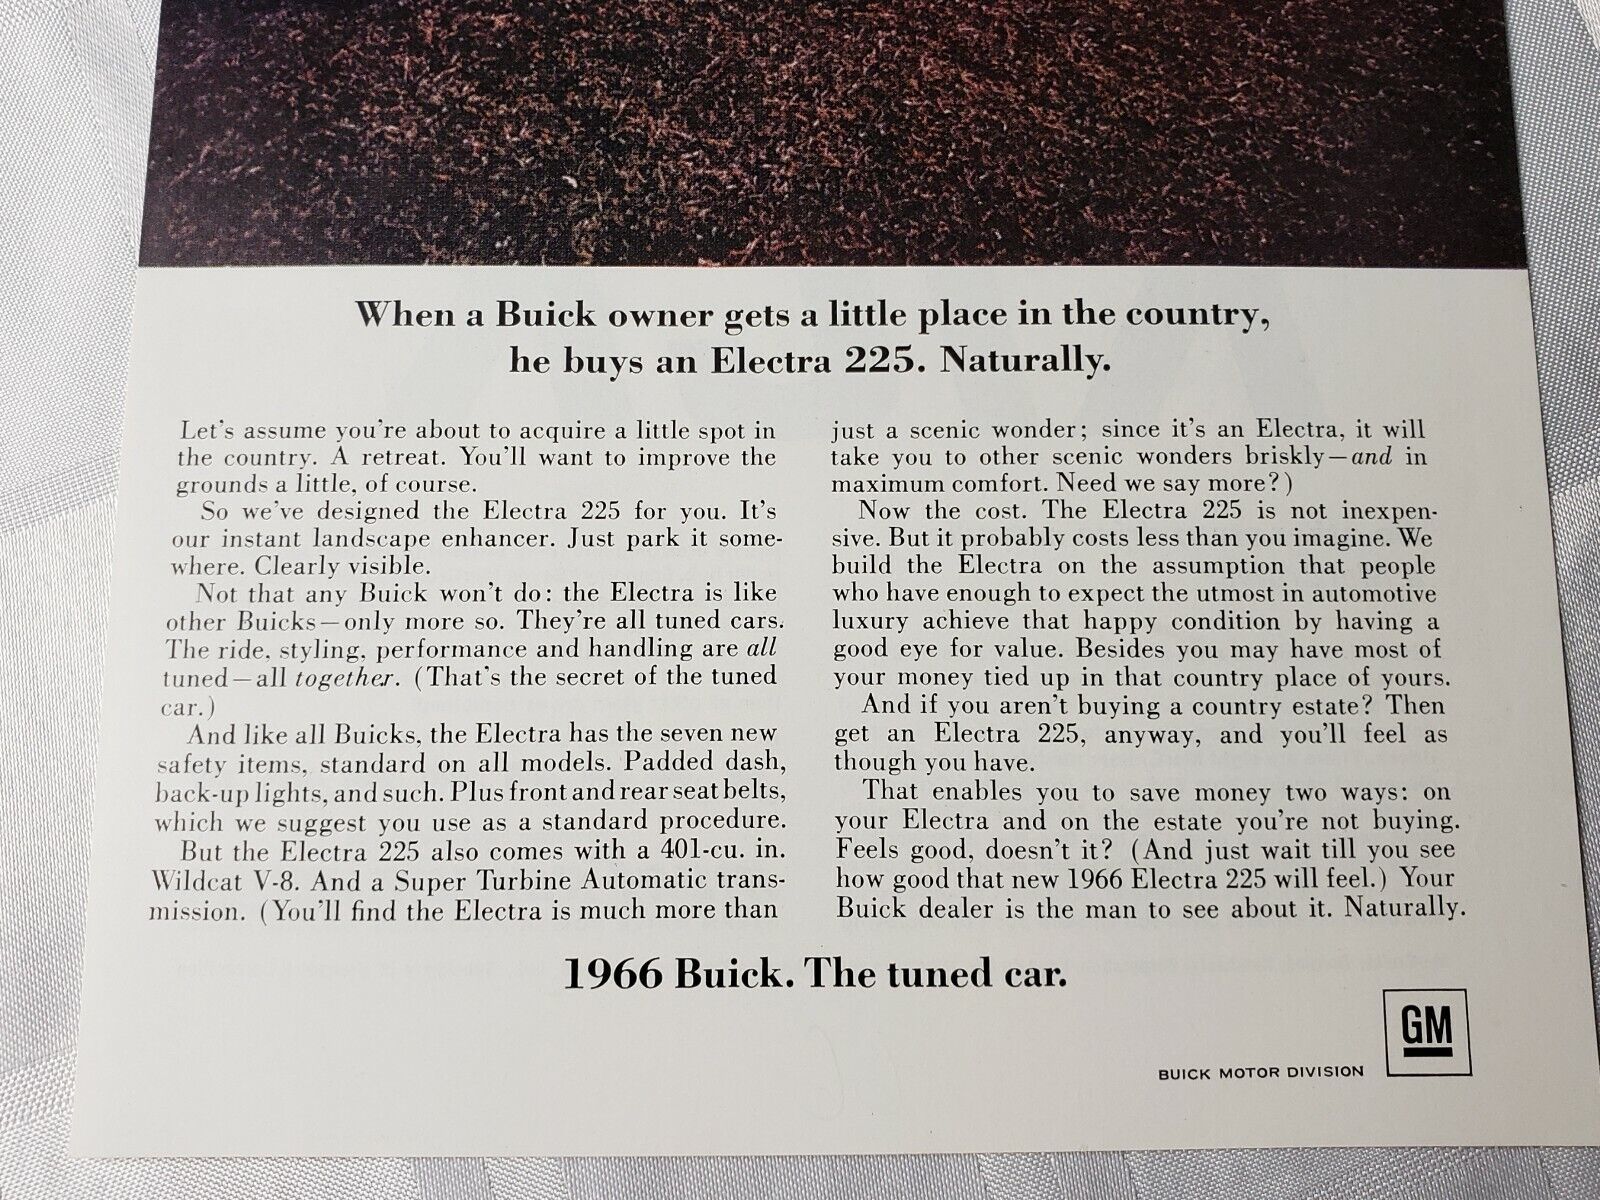 When a Buick owner gets a little place in the country,
he buys an Electra 225. Naturally.
Let's assume you're about to acquire a little spot in
the country. A retreat. You'll want to improve the
grounds a little, of course.
So we've designed the Electra 225 for you. It's
our instant landscape enhancer. Just park it some-
where. Clearly visible.
Not that any Buick won't do: the Electra is like
other Buicks—only more so. They're all tuned cars.
The ride, styling, performance and handling are all
tuned—all together. (That's the secret of the tuned
car.)
And like all Buicks, the Electra has the seven new
safety items, standard on all models. Padded dash,
back-up lights, and such. Plus front and rear seat belts,
which we suggest you use as a standard procedure.
But the Electra 225 also comes with a 401-cu. in.
Wildcat V-8. And a Super Turbine Automatic trans-
mission. (You'll find the Electra is much more than
just a scenic wonder; since it's an Electra, it will
take you to other scenic wonders briskly—and in
maximum comfort. Need we say more?)
Now the cost. The Electra 225 is not inexpen-
sive. But it probably costs less than you imagine. We
build the Electra on the assumption that people
who have enough to expect the utmost in automotive
luxury achieve that happy condition by having a
good eye for value. Besides you may have most of
your money tied up in that country place of yours.
And if you aren't buying a country estate? Then
get an Electra 225, anyway, and you'll feel as
though you have.
That enables you to save money two ways: on
your Electra and on the estate you're not buying.
Feels good, doesn't it? (And just wait till you see
how good that new 1966 Electra 225 will feel.) Your
Buick dealer is the man to see about it. Naturally.
1966 Buick. The tuned car.
GM
BUICK MOTOR DIVISION